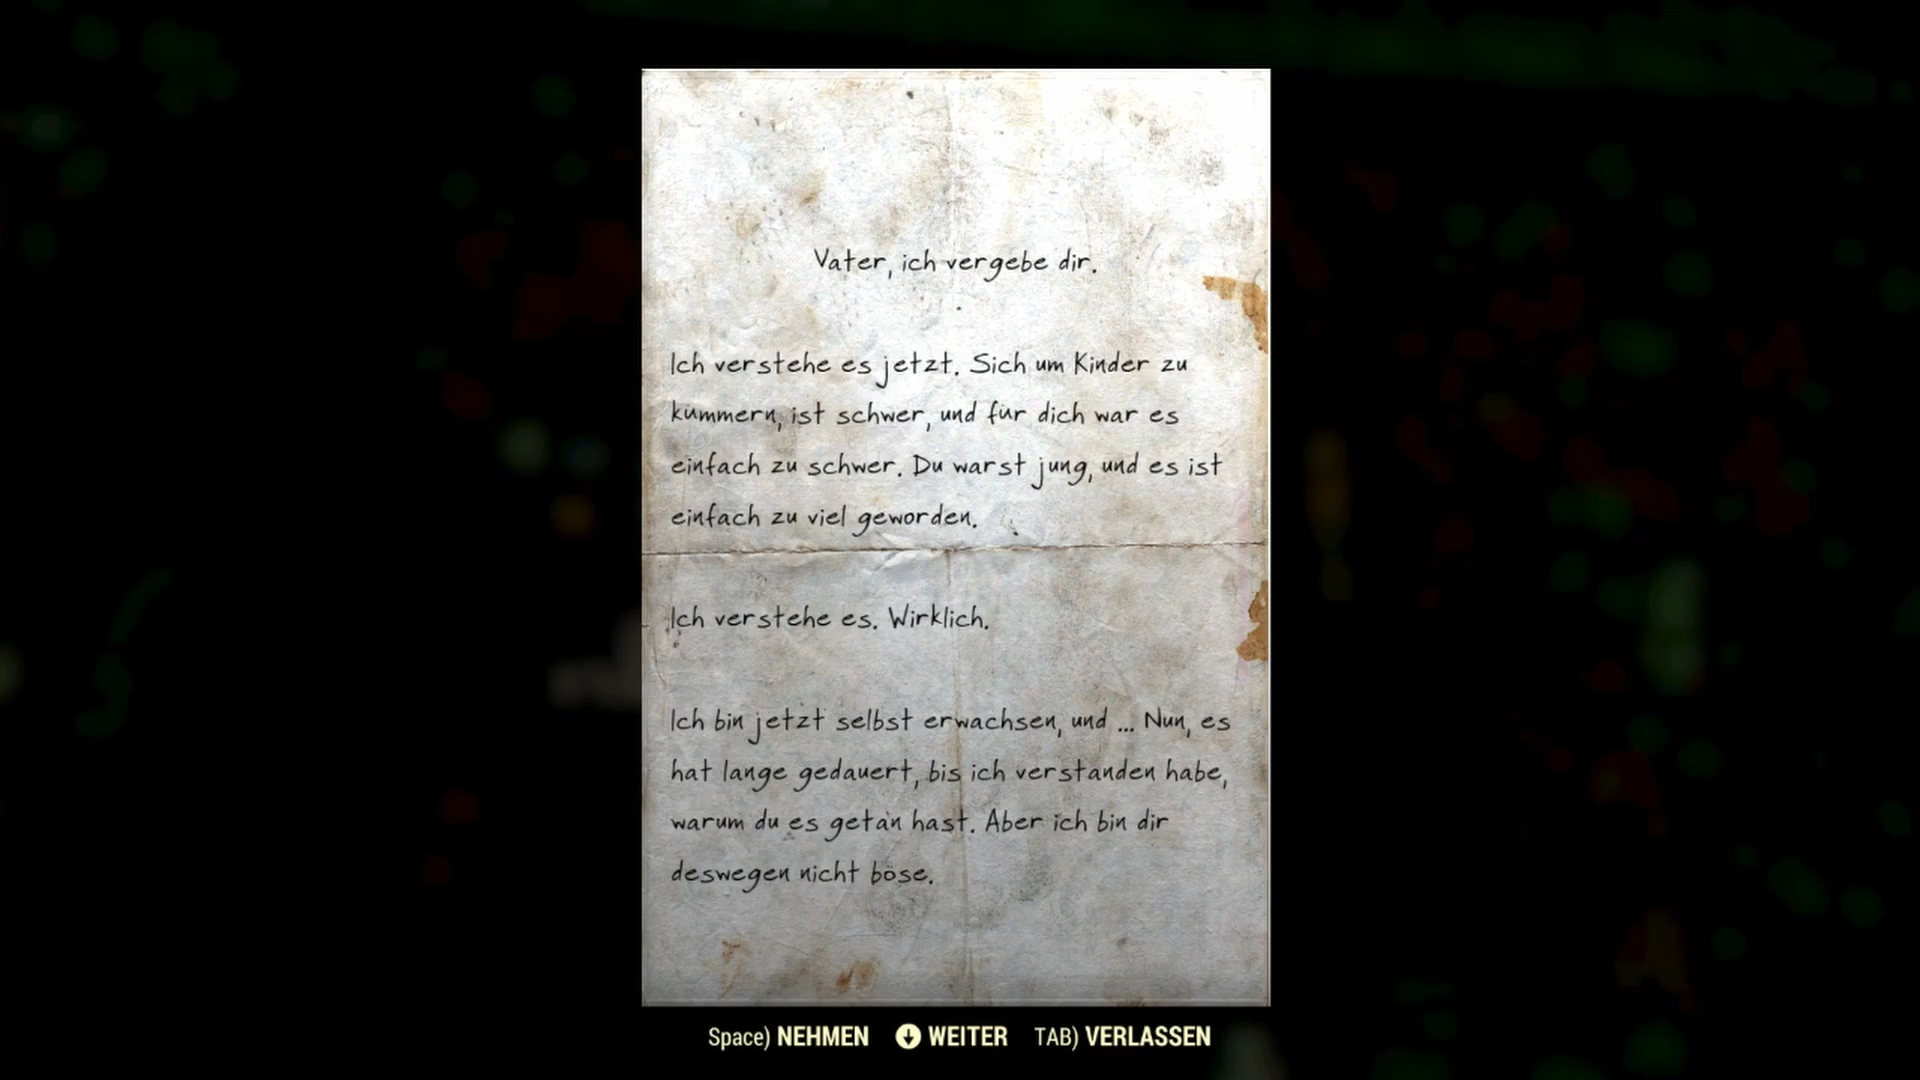 Vater, ich vergebe dir.
Ich verstehe es jetzt. Sich um Kinder zu
kümmern, ist schwer, und für dich war es
einfach zu schwer. Du warst jung, und es ist
einfach zu viel geworden.
Ich verstehe es. Wirklich.
Ich bin jetzt selbst erwachsen, und ... Nun, es
hat lange gedauert, bis ich verstanden habe,
warum du es getan hast. Aber ich bin dir
deswegen nicht böse.
Space) NEHMEN WEITER TAB) VERLASSEN